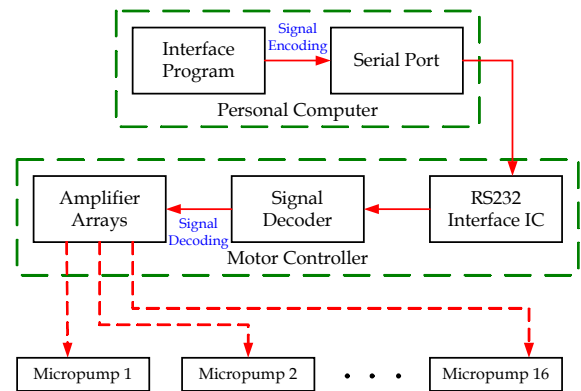 Signal
Encoding
Interface
Program
Serial Port
Personal Computer
Amplifier
Arrays
Signal
Decoding
Signal
Decoder
RS232
Interface IC
Motor Controller
Micropump 1
Micropump 2
. . . .
Micropump 16